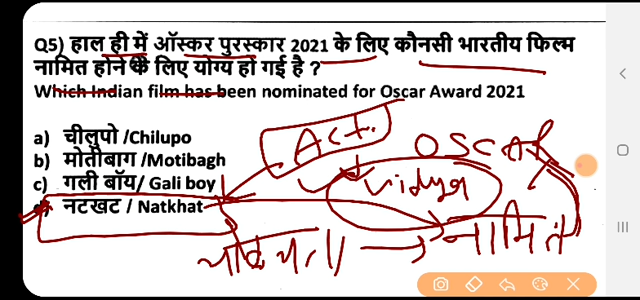 Q5) हाल ही में ऑस्कर पुरस्कार 2021 के लिए कौनसी भारतीय फिल्म
नामित होने के लिए योग्य हो गई है ?
Which Indian film has been nominated for Oscar Award 2021
a) चीलुपो /Chilupo
b) मोतीबाग /Motibagh
c) गली बॉय/ Gali boy
d) नटखट / Natkhat
Act.
OSCAR
Vidya
नामित